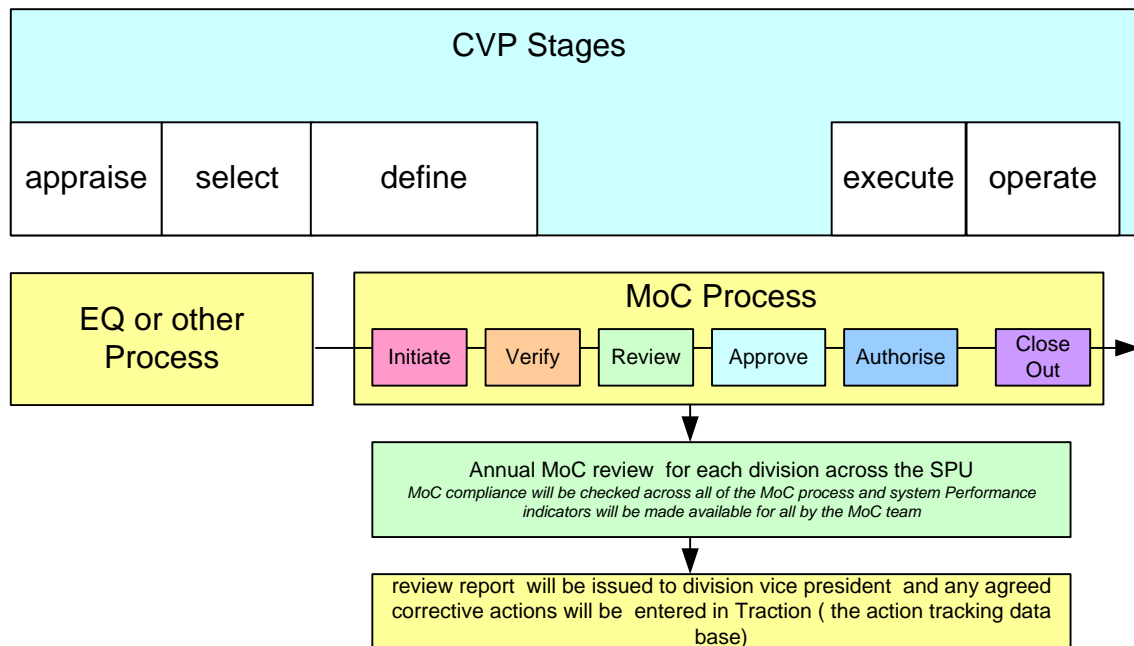 CVP Stages
appraise
select
define
execute
operate
EQ or other
Process
MoC Process
Initiate
Verify
Review
Approve
Authorise
Close
Out
Annual MoC review  for each division across the SPU
MoC compliance will be checked across all of the MoC process and system Performance
indicators will be made available for all by the MoC team
review report  will be issued to division vice president  and any agreed
corrective actions will be  entered in Traction ( the action tracking data
base)